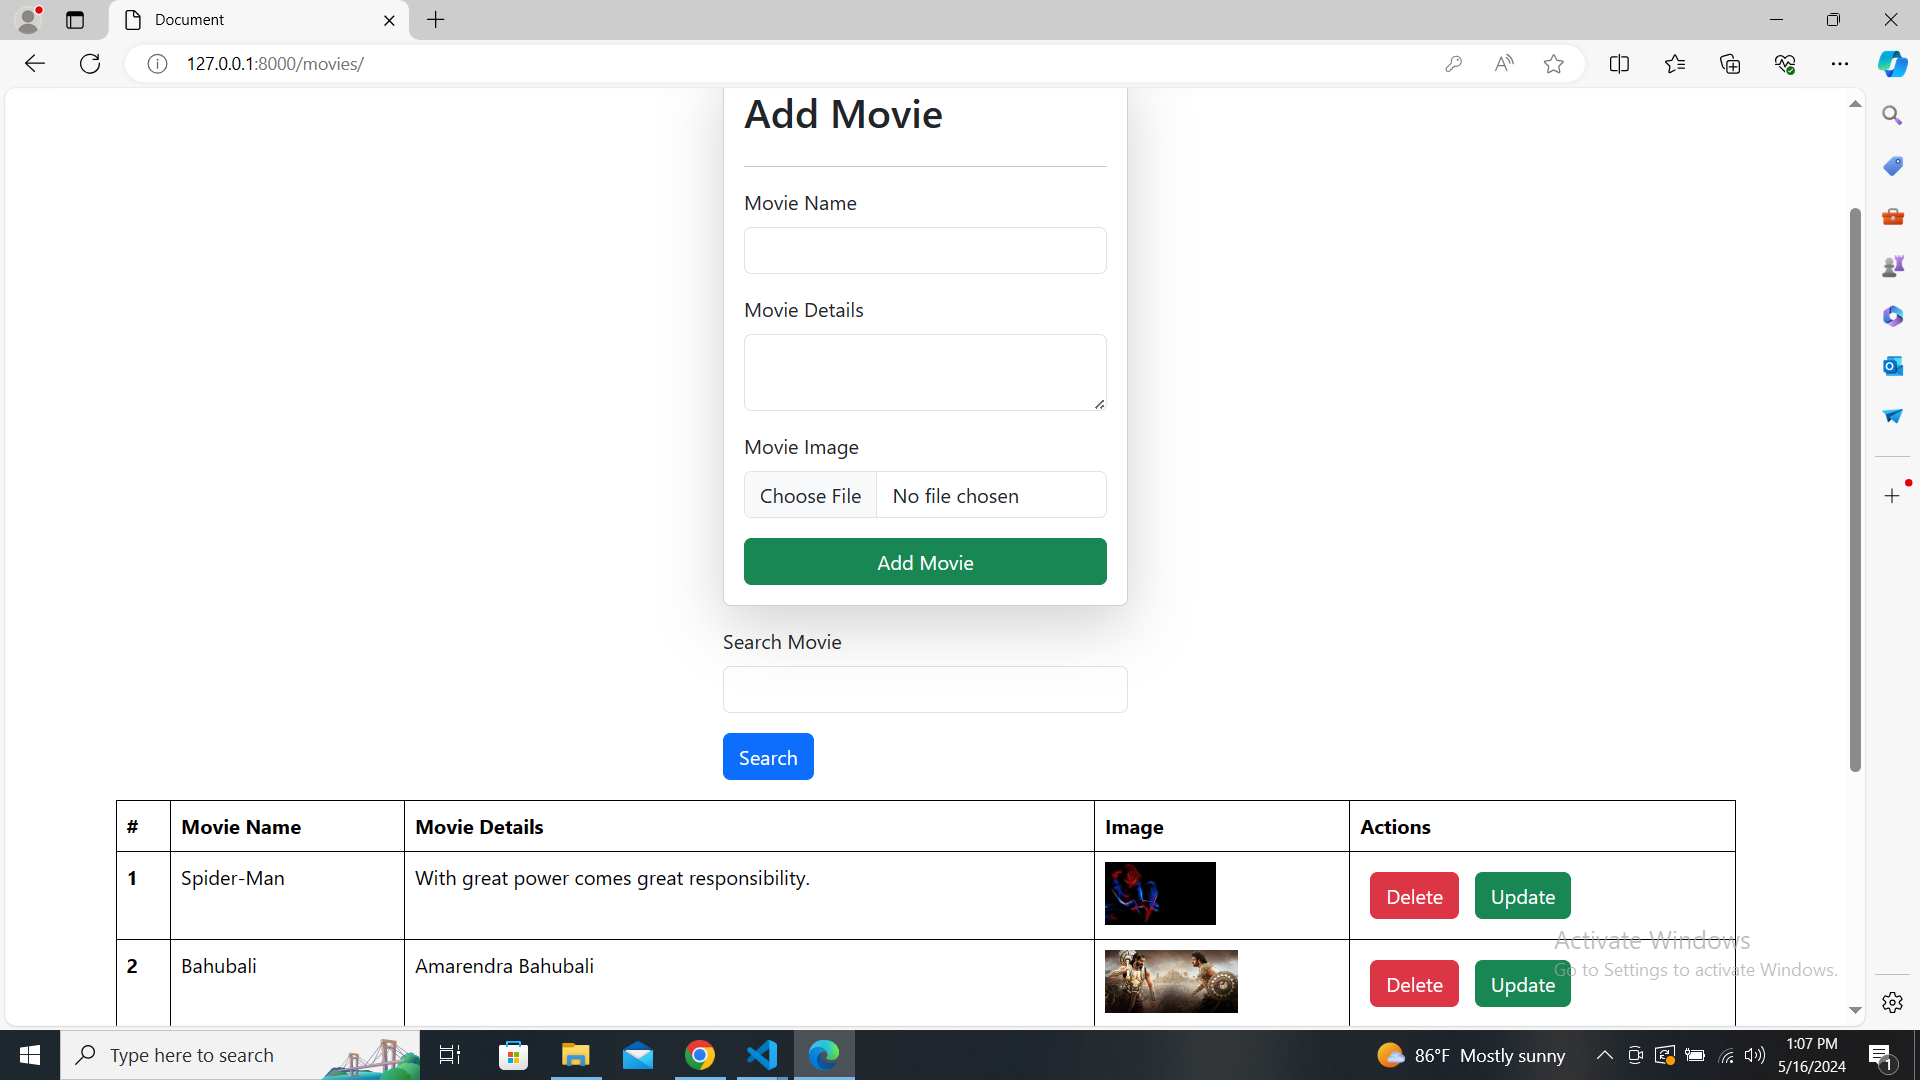 Document
127.0.0.1:8000/movies/
Add Movie
Movie Name
Movie Details
Movie Image
Choose File No file chosen
Add Movie
Search Movie
Search
# Movie Name Movie Details Image Actions
1 Spider-Man With great power comes great responsibility. Delete Update
2 Bahubali Amarendra Bahubali Delete Update
Activate Windows
Go to Settings to activate Windows.
Type here to search
86°F Mostly sunny
1:07 PM
5/16/2024
1